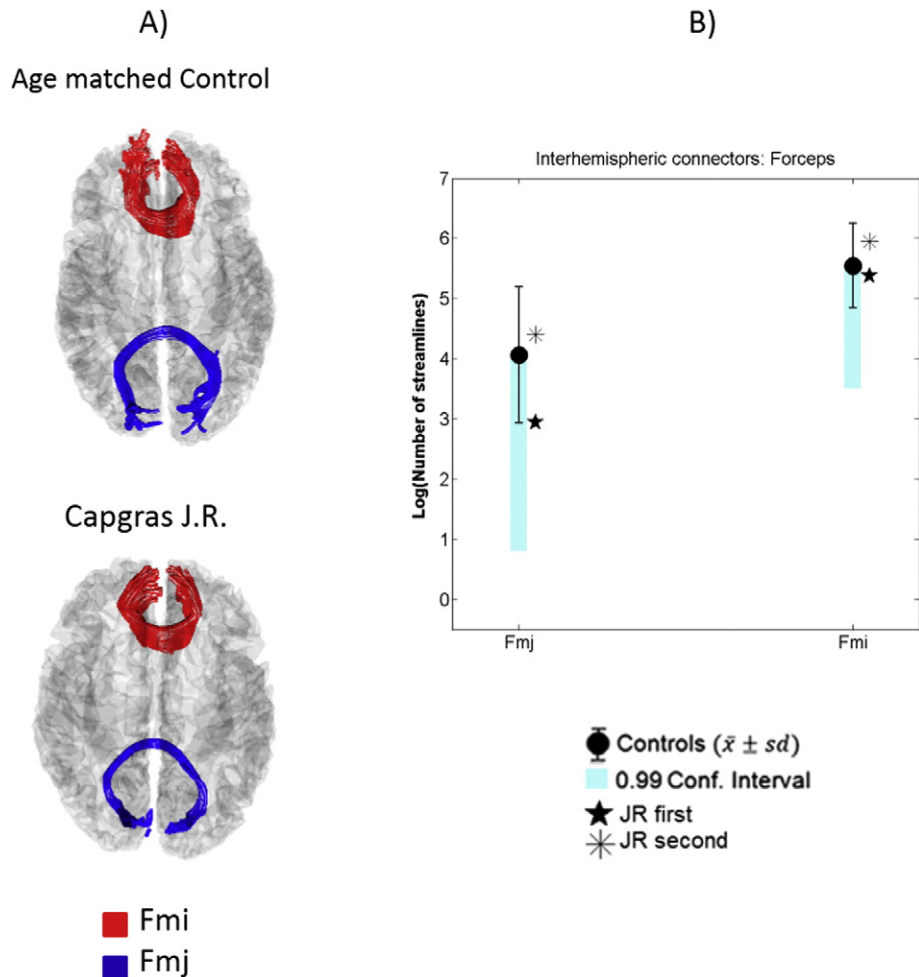 A)
Age matched Control
Capgras J.R.
Fmi
Fmj
B)
Interhemispheric connectors: Forceps
Log(Number of streamlines)
7
6
5
4
3
2
1
0
Fmj Fmi
Controls (x̄ ± sd)
0.99 Conf. Interval
JR first
JR second